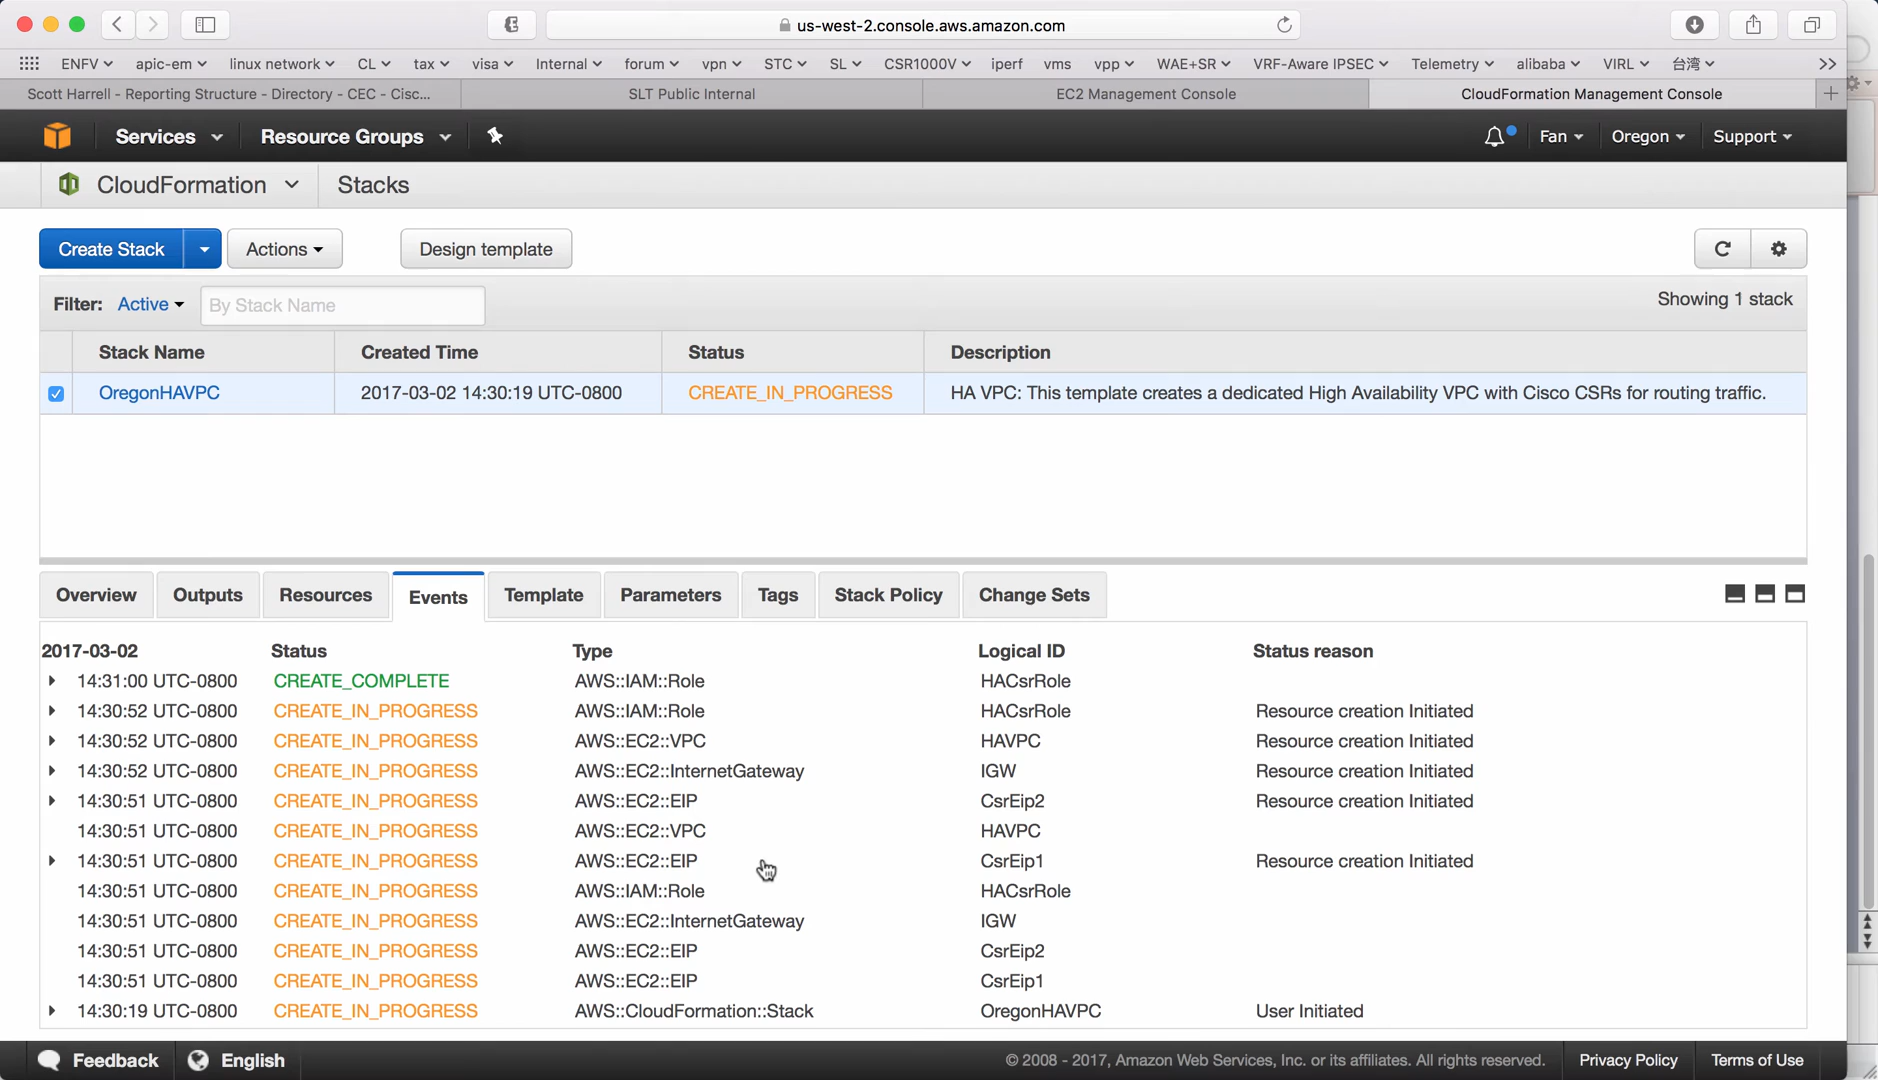 us-west-2.console.aws.amazon.com
ENFV apic-em linux network CL tax visa Internal forum vpn STC SL CSR1000V iperf vms vpp WAE+SR VRF-Aware IPSEC Telemetry alibaba VIRL 台湾
Scott Harrell - Reporting Structure - Directory - CEC - Cisc... SLT Public Internal EC2 Management Console CloudFormation Management Console
Services Resource Groups Fan Oregon Support
CloudFormation Stacks
Create Stack Actions Design template
Filter: Active By Stack Name Showing 1 stack
Stack Name Created Time Status Description
OregonHAVPC 2017-03-02 14:30:19 UTC-0800 CREATE_IN_PROGRESS HA VPC: This template creates a dedicated High Availability VPC with Cisco CSRs for routing traffic.
Overview Outputs Resources Events Template Parameters Tags Stack Policy Change Sets
2017-03-02 Status Type Logical ID Status reason
14:31:00 UTC-0800 CREATE_COMPLETE AWS::IAM::Role HACsrRole
14:30:52 UTC-0800 CREATE_IN_PROGRESS AWS::IAM::Role HACsrRole Resource creation Initiated
14:30:52 UTC-0800 CREATE_IN_PROGRESS AWS::EC2::VPC HAVPC Resource creation Initiated
14:30:52 UTC-0800 CREATE_IN_PROGRESS AWS::EC2::InternetGateway IGW Resource creation Initiated
14:30:51 UTC-0800 CREATE_IN_PROGRESS AWS::EC2::EIP CsrEip2 Resource creation Initiated
14:30:51 UTC-0800 CREATE_IN_PROGRESS AWS::EC2::VPC HAVPC
14:30:51 UTC-0800 CREATE_IN_PROGRESS AWS::EC2::EIP CsrEip1 Resource creation Initiated
14:30:51 UTC-0800 CREATE_IN_PROGRESS AWS::IAM::Role HACsrRole
14:30:51 UTC-0800 CREATE_IN_PROGRESS AWS::EC2::InternetGateway IGW
14:30:51 UTC-0800 CREATE_IN_PROGRESS AWS::EC2::EIP CsrEip2
14:30:51 UTC-0800 CREATE_IN_PROGRESS AWS::EC2::EIP CsrEip1
14:30:19 UTC-0800 CREATE_IN_PROGRESS AWS::CloudFormation::Stack OregonHAVPC User Initiated
Feedback English © 2008 - 2017, Amazon Web Services, Inc. or its affiliates. All rights reserved. Privacy Policy Terms of Use